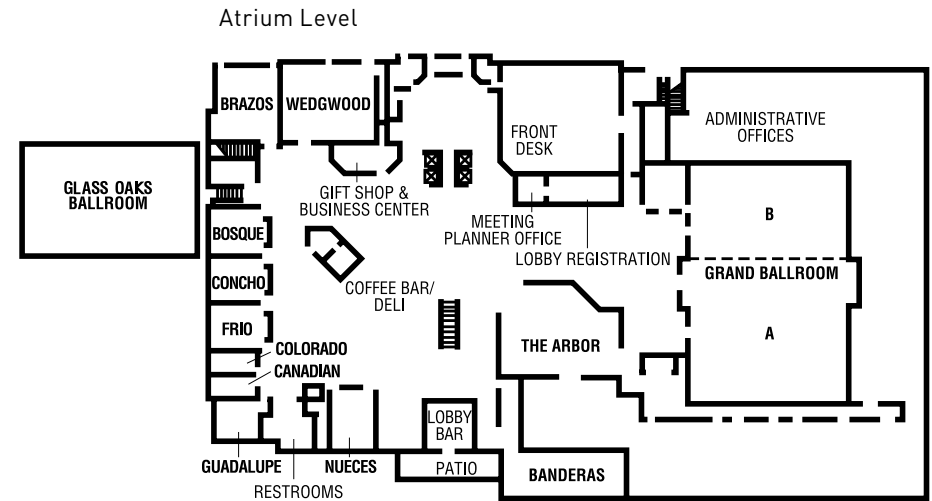 Atrium Level
BRAZOS
WEDGWOOD
FRONT
DESK
ADMINISTRATIVE
OFFICES
GLASS OAKS
BALLROOM
GIFT SHOP &
BUSINESS CENTER
MEETING
PLANNER OFFICE
LOBBY REGISTRATION
B
GRAND BALLROOM
A
BOSQUE
CONCHO
COFFEE BAR/
DELI
FRIO
COLORADO
CANADIAN
THE ARBOR
LOBBY
BAR
GUADALUPE
RESTROOMS
NUECES
PATIO
BANDERAS